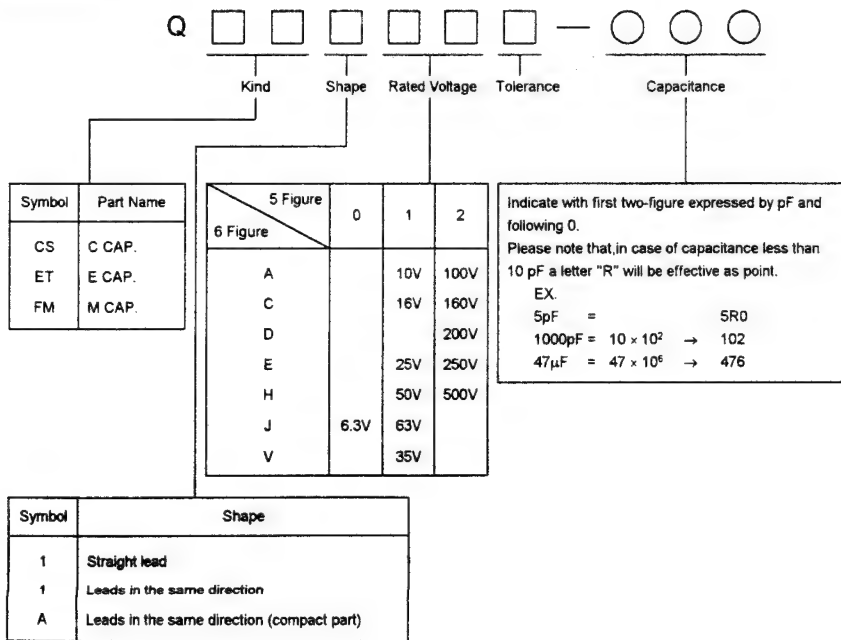 Q □ □ □ □ □ □ — ○ ○ ○
Kind Shape Rated Voltage Tolerance Capacitance
Symbol Part Name
CS C CAP.
ET E CAP.
FM M CAP.
5 Figure 0 1 2
6 Figure
A 10V 100V
C 16V 160V
D 200V
E 25V 250V
H 50V 500V
J 6.3V 63V
V 35V
Indicate with first two-figure expressed by pF and
following 0.
Please note that,in case of capacitance less than
10 pF a letter "R" will be effective as point.
EX.
5pF = 5R0
1000pF = 10 × 10² → 102
47μF = 47 × 10⁶ → 476
Symbol Shape
1 Straight lead
1 Leads in the same direction
A Leads in the same direction (compact part)